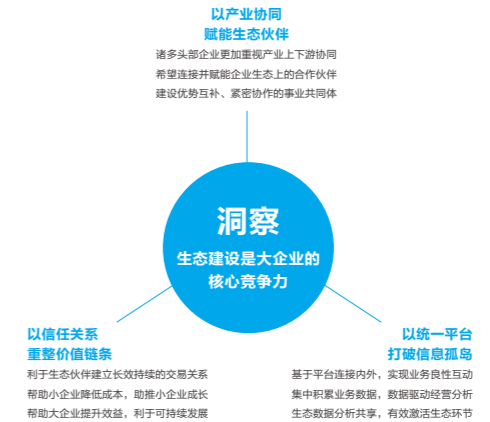 以产业协同
赋能生态伙伴
诸多头部企业更加重视产业上下游协同
希望连接并赋能企业生态上的合作伙伴
建设优势互补、紧密协作的事业共同体
洞察
生态建设是大企业的
核心竞争力
以信任关系
重整价值链条
利于生态伙伴建立长效持续的交易关系
帮助小企业降低成本，助推小企业成长
帮助大企业提升效益，利于可持续发展
以统一平台
打破信息孤岛
基于平台连接内外，实现业务良性互动
集中积累业务数据，数据驱动经营分析
生态数据分析共享，有效激活生态环节